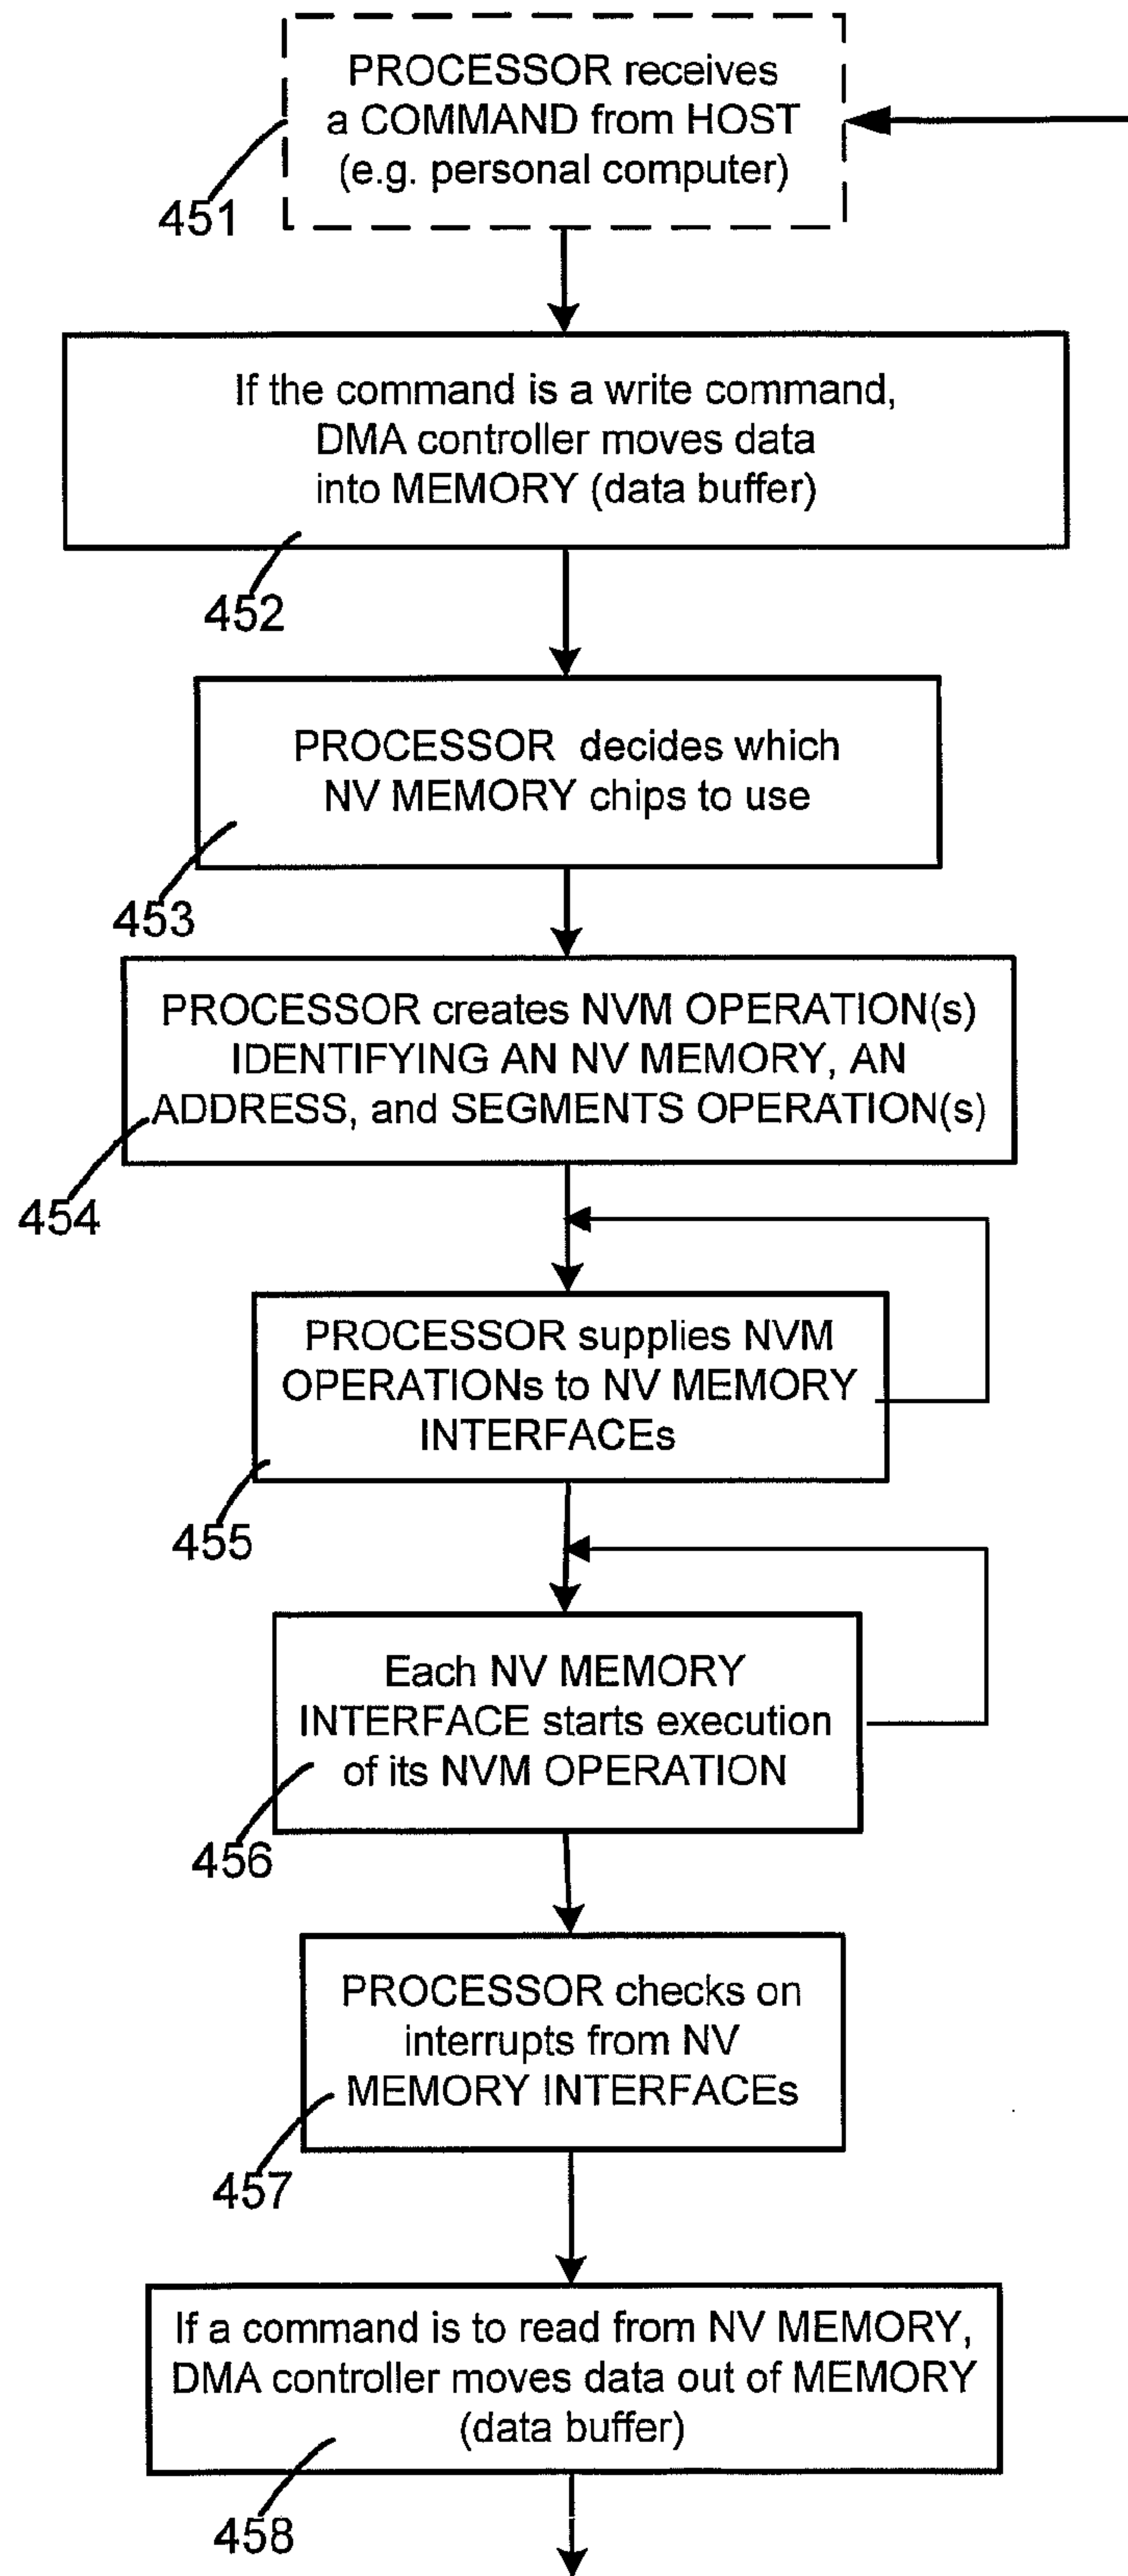 PROCESSOR receives
a COMMAND from HOST
(e.g. personal computer)
451
If the command is a write command,
DMA controller moves data
into MEMORY (data buffer)
452
PROCESSOR decides which
NV MEMORY chips to use
453
PROCESSOR creates NVM OPERATION(s)
IDENTIFYING AN NV MEMORY, AN
ADDRESS, and SEGMENTS OPERATION(s)
454
PROCESSOR supplies NVM
OPERATIONs to NV MEMORY
INTERFACEs
455
Each NV MEMORY
INTERFACE starts execution
of its NVM OPERATION
456
PROCESSOR checks on
interrupts from NV
MEMORY INTERFACEs
457
If a command is to read from NV MEMORY,
DMA controller moves data out of MEMORY
(data buffer)
458